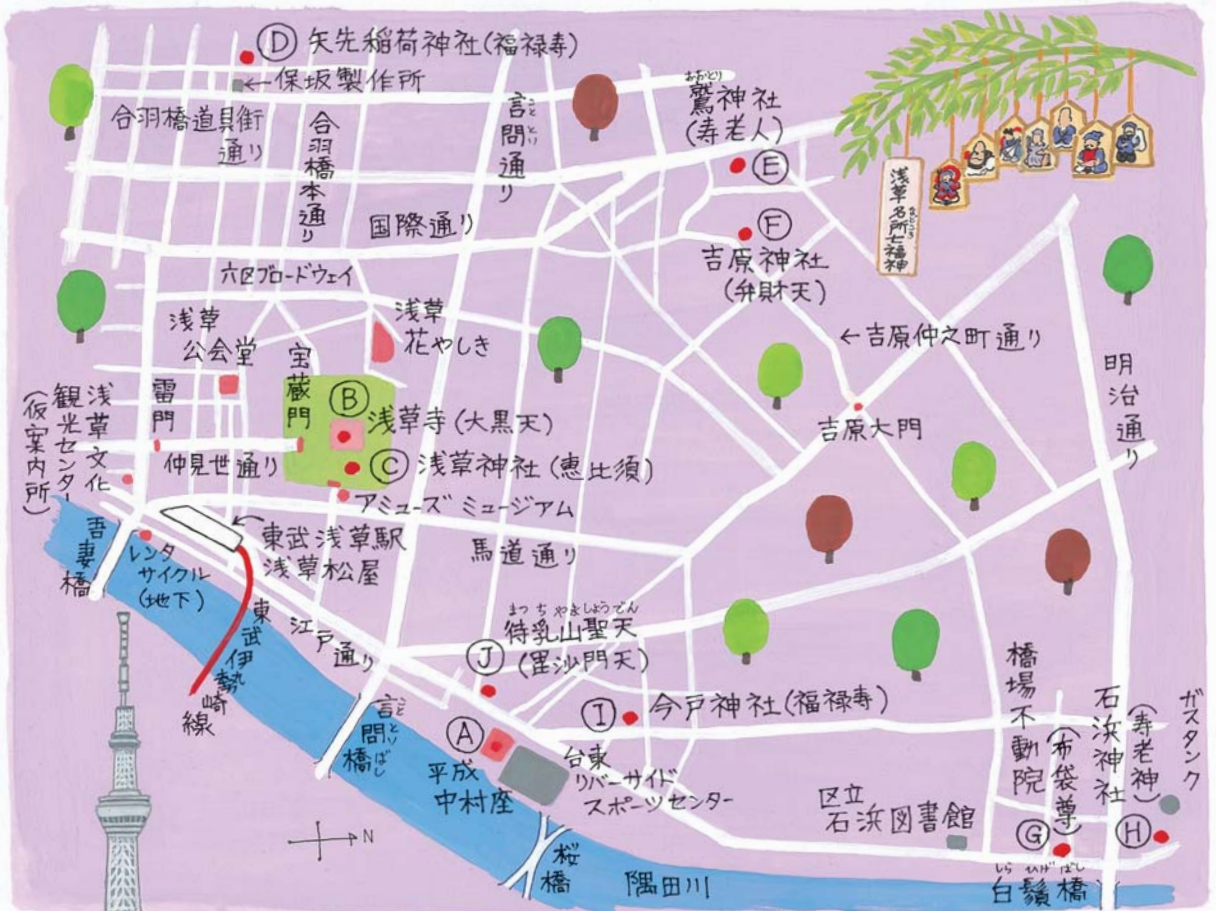 Ⓓ 矢先稲荷神社(福禄寿)
←保坂製作所
合羽橋道具街
通り
合羽橋本通り
言問通り
こととい
鷲神社
おおとり
(寿老人)
Ⓔ
国際通り
Ⓕ
吉原神社
(弁財天)
浅草名所七福神
などころ
六区ブロードウェイ
浅草
公会堂
宝蔵門
浅草
花やしき
←吉原仲之町通り
明治通り
浅草文化
観光センター
(仮案内所)
雷門
Ⓑ
浅草寺(大黒天)
吉原大門
仲見世通り
Ⓒ 浅草神社(恵比須)
アミューズ ミュージアム
吾妻橋
レンタ
サイクル
(地下)
東武浅草駅
浅草松屋
馬道通り
東武伊勢崎線
江戸通り
まつちやましょうでん
待乳山聖天
(毘沙門天)
Ⓙ
Ⓘ 今戸神社(福禄寿)
言問橋
ことといばし
Ⓐ
平成
中村座
台東
リバーサイド
スポーツセンター
橋場不動院
(布袋尊)
石浜神社
(寿老神)
ガスタンク
区立
石浜図書館
Ⓖ
Ⓗ
しらひげばし
白鬚橋
N
桜橋
隅田川